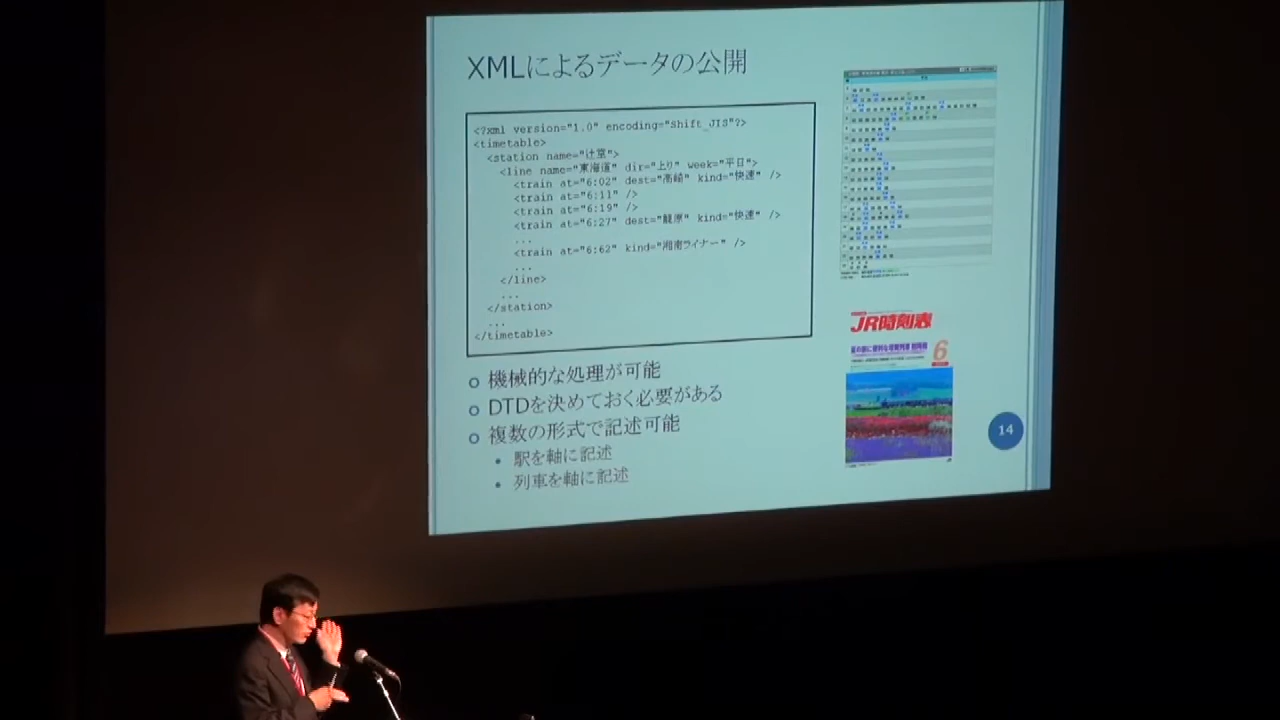 XMLによるデータの公開
<?xml version="1.0" encoding="Shift_JIS"?>
<timetable>
<station name="辻堂">
<line name="東海道" dir="上り" week="平日">
<train at="6:02" dest="高崎" kind="快速" />
<train at="6:11" />
<train at="6:19" />
<train at="6:27" dest="籠原" kind="快速" />
...
<train at="6:62" kind="湘南ライナー" />
...
</line>
...
</station>
...
</timetable>
機械的な処理が可能
DTDを決めておく必要がある
複数の形式で記述可能
駅を軸に記述
列車を軸に記述
JR時刻表
6
14